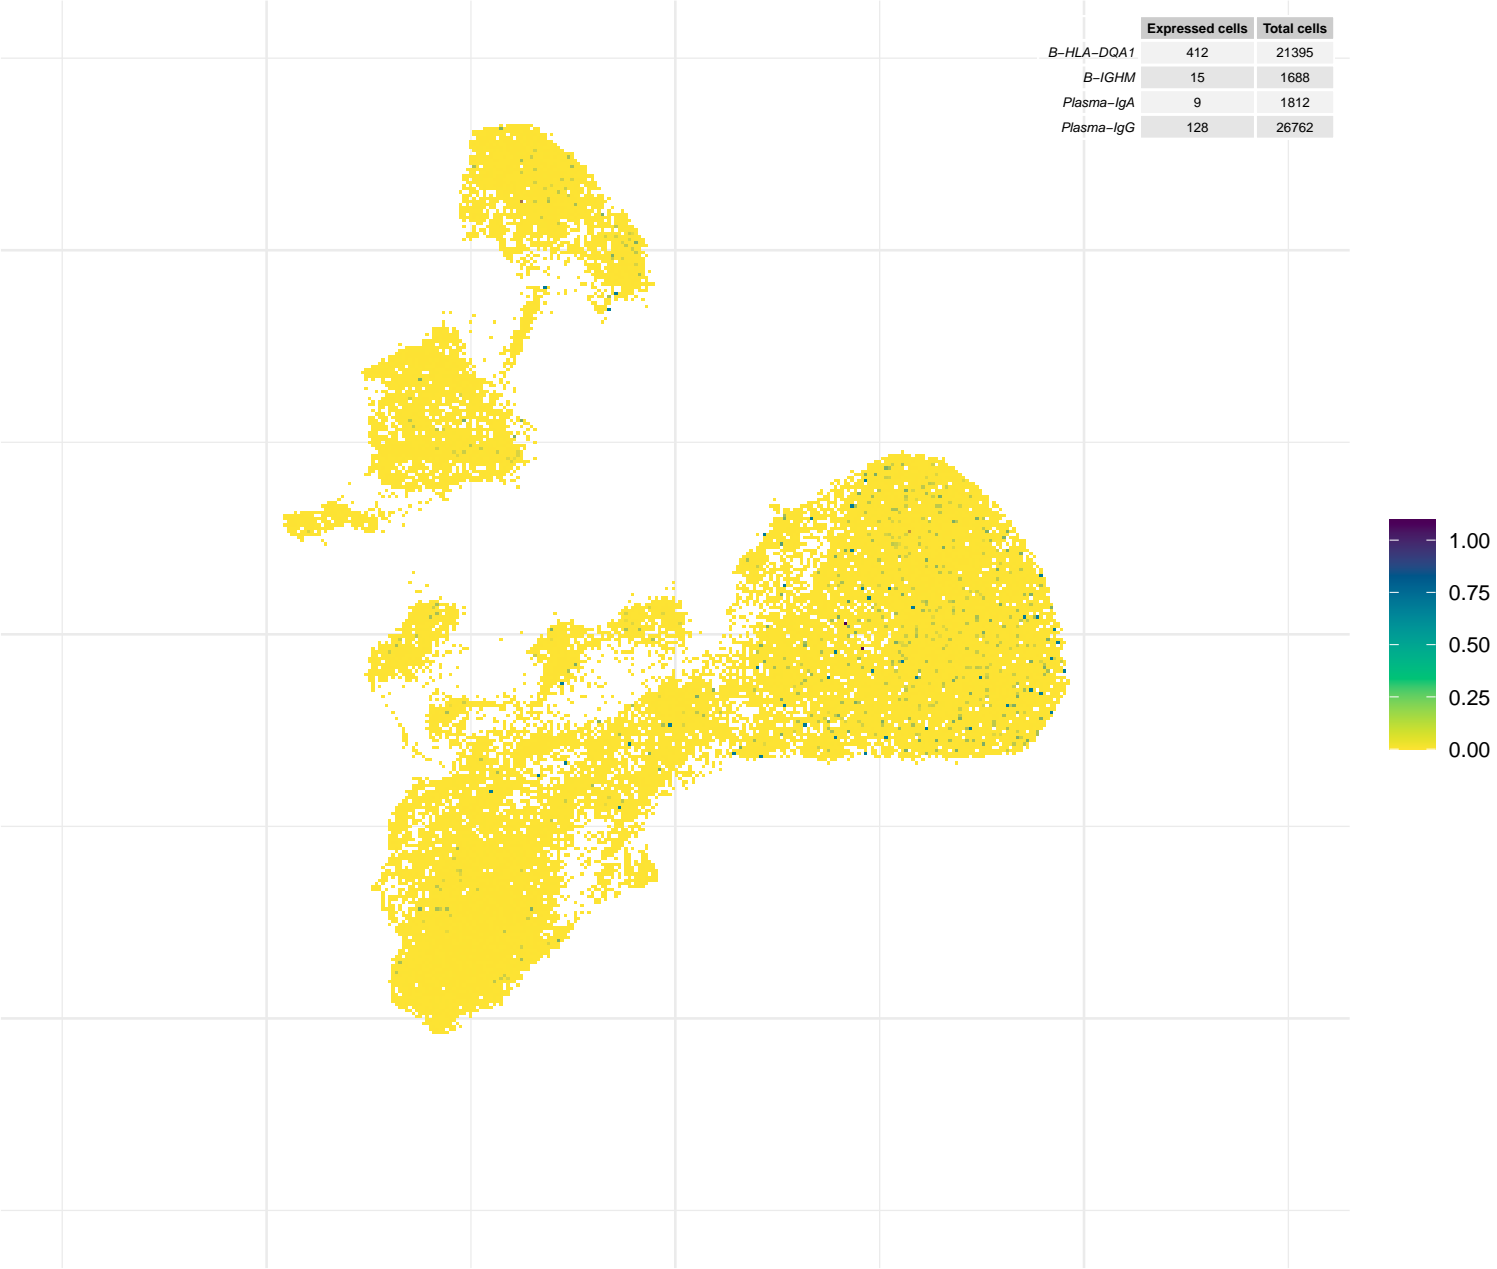 Expressed cells Total cells
B−HLA−DQA1 412 21395
B−IGHM 15 1688
Plasma−IgA 9 1812
Plasma−IgG 128 26762
1.00
0.75
0.50
0.25
0.00